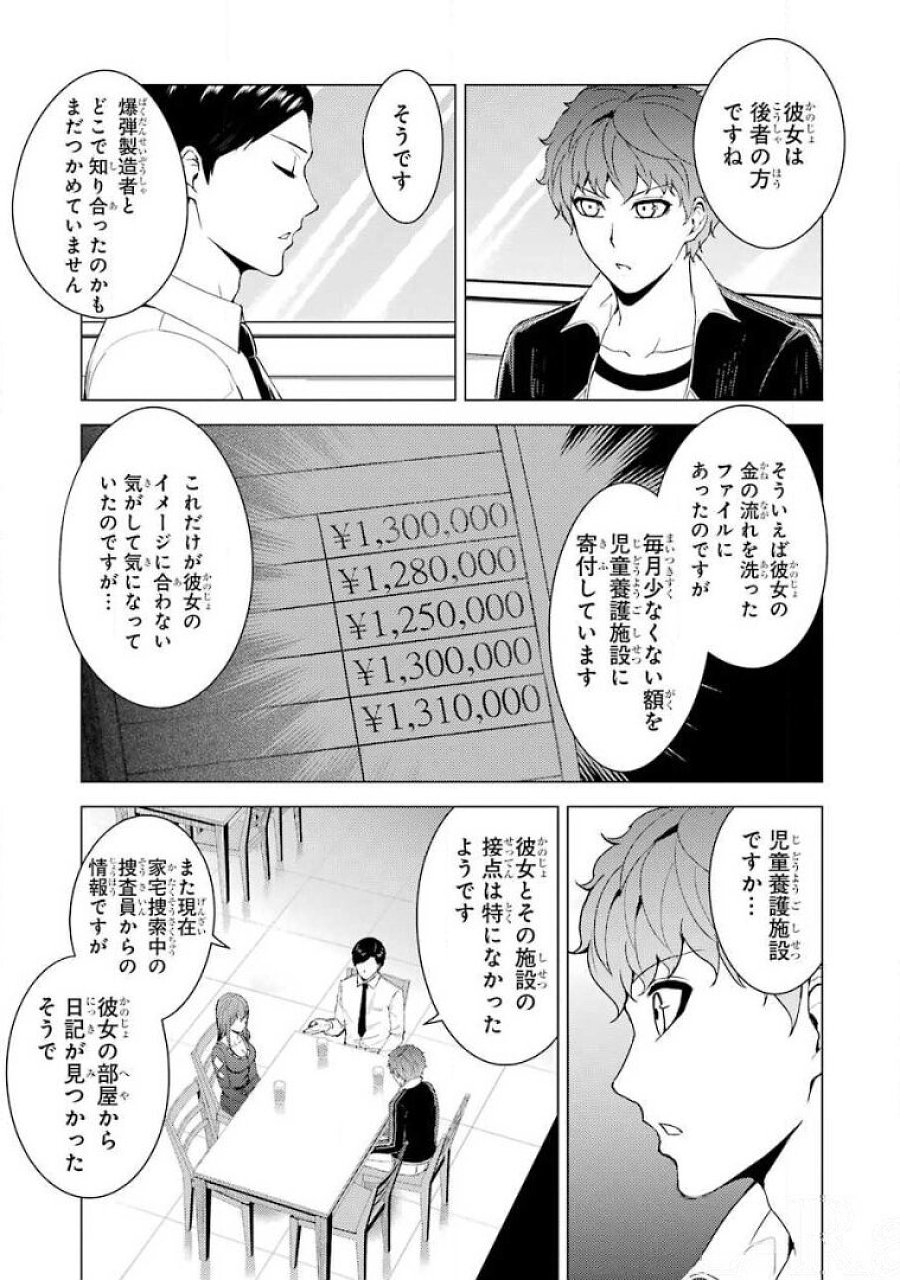 彼女は
後者の方
ですね
そうです
爆弾製造者と
どこで知り合ったのかも
まだつかめていません
そういえば彼女の
金の流れを洗った
ファイルに
あったのですが
毎月少なくない額を
児童養護施設に
寄付しています
¥1,300,000
¥1,280,000
¥1,250,000
¥1,300,000
¥1,310,000
これだけが彼女の
イメージに合わない
気がして気になって
いたのですが…
児童養護施設
ですか…
彼女とその施設の
接点は特になかった
ようです
また現在
家宅捜索中の
捜査員からの
情報ですが
彼女の部屋から
日記が見つかった
そうで